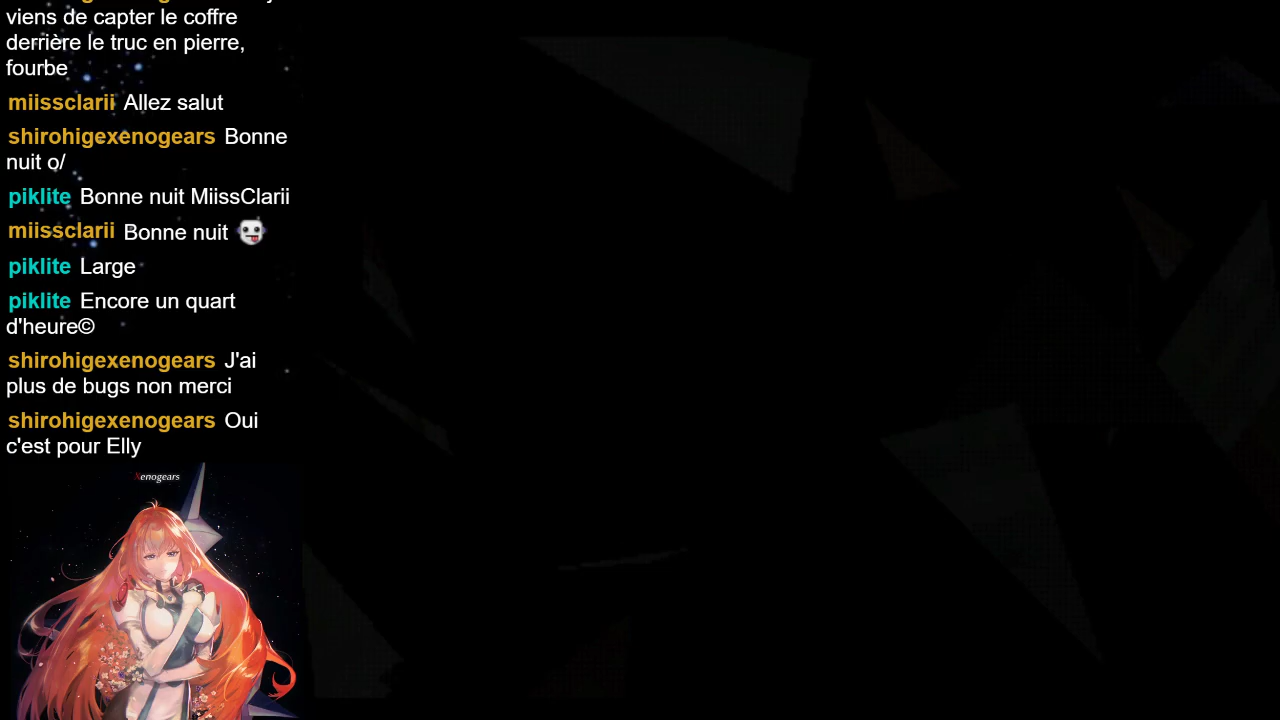 viens de capter le coffre
derrière le truc en pierre,
fourbe
miissclarii Allez salut
shirohigexenogears Bonne
nuit o/
piklite Bonne nuit MiissClarii
miissclarii Bonne nuit
piklite Large
piklite Encore un quart
d'heure©
shirohigexenogears J'ai
plus de bugs non merci
shirohigexenogears Oui
c'est pour Elly
Xenogears